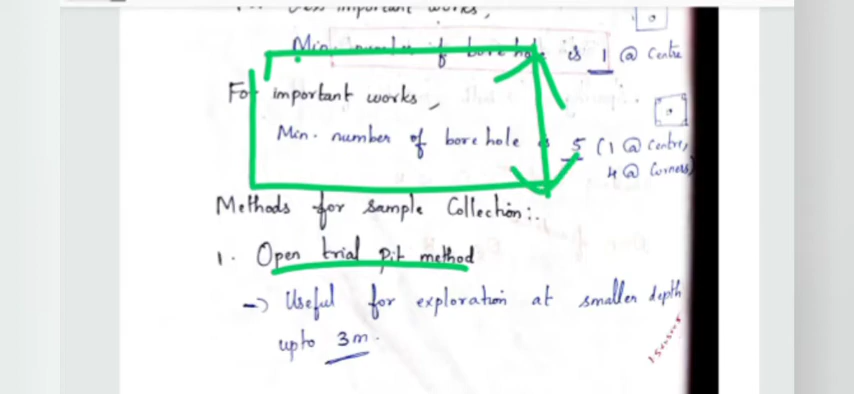 important works,
Min. number of bore hole is 1 @ Centre
For important works,
Min. number of bore hole is 5 (1 @ Centre,
4 @ Corners)
Methods for Sample Collection:.
1. Open trial pit method
-> Useful for exploration at smaller depth
upto 3m.